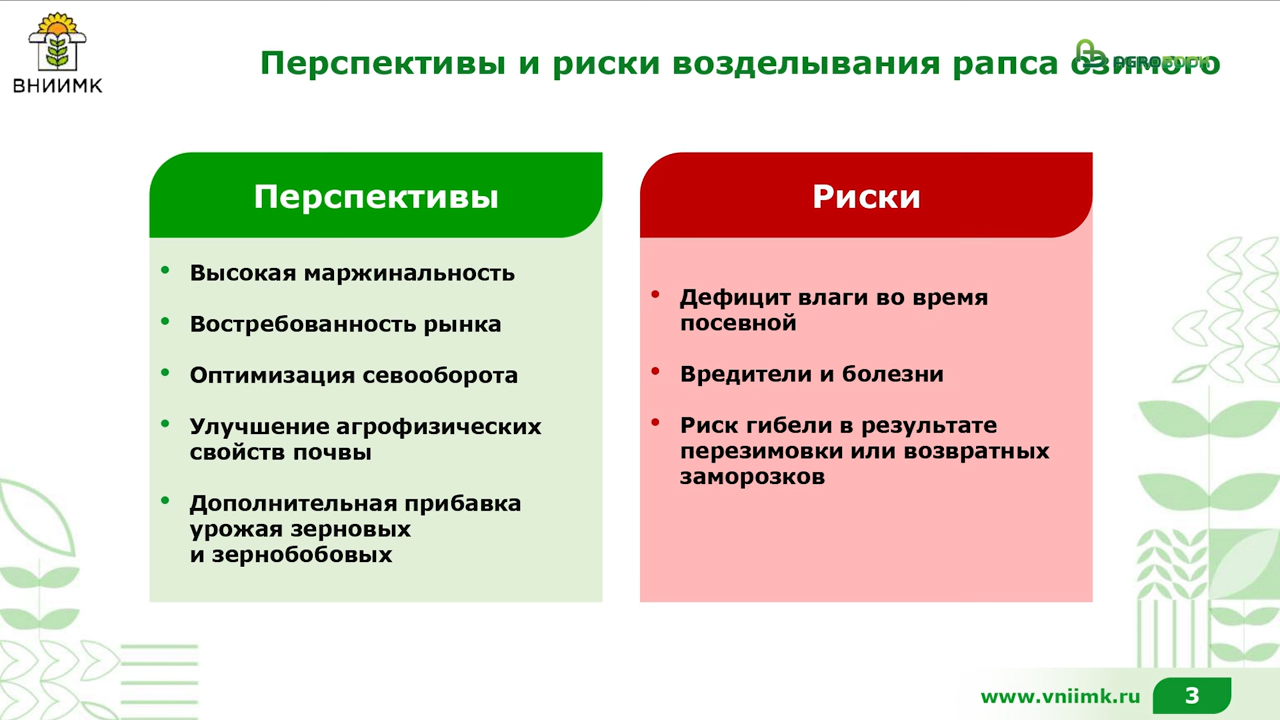 ВНИИМК
Перспективы и риски возделывания рапса озимого
AGROBOOK
Перспективы
• Высокая маржинальность
• Востребованность рынка
• Оптимизация севооборота
• Улучшение агрофизических
свойств почвы
• Дополнительная прибавка
урожая зерновых
и зернобобовых
Риски
• Дефицит влаги во время
посевной
• Вредители и болезни
• Риск гибели в результате
перезимовки или возвратных
заморозков
www.vniimk.ru
3